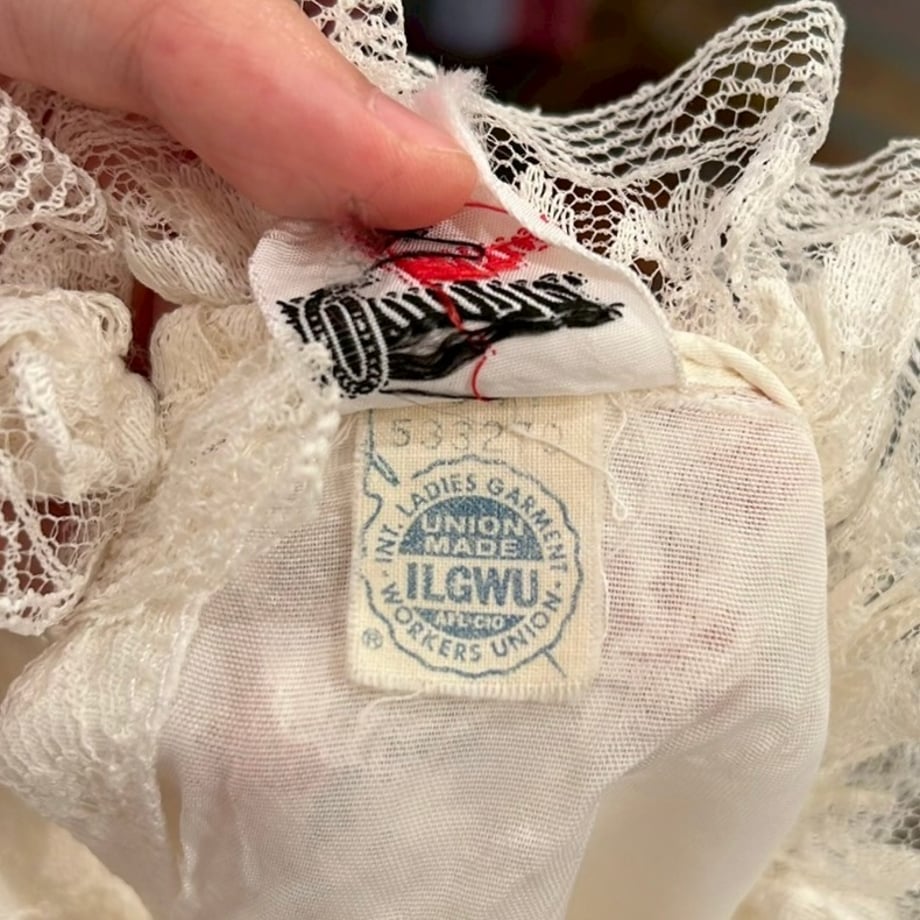 INT. LADIES GARMENT
WORKERS UNION
UNION
MADE
ILGWU
AFL-CIO
®